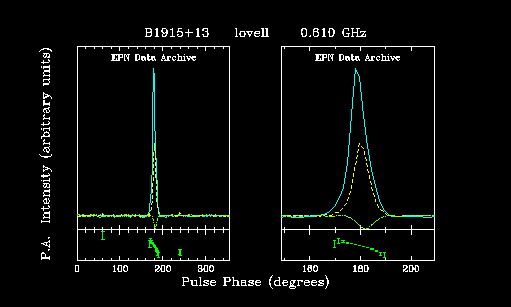 B1915+13 lovell 0.610 GHz
EPN Data Archive EPN Data Archive
Intensity (arbitrary units)
P.A.
0 100 200 300 180 190 200
Pulse Phase (degrees)